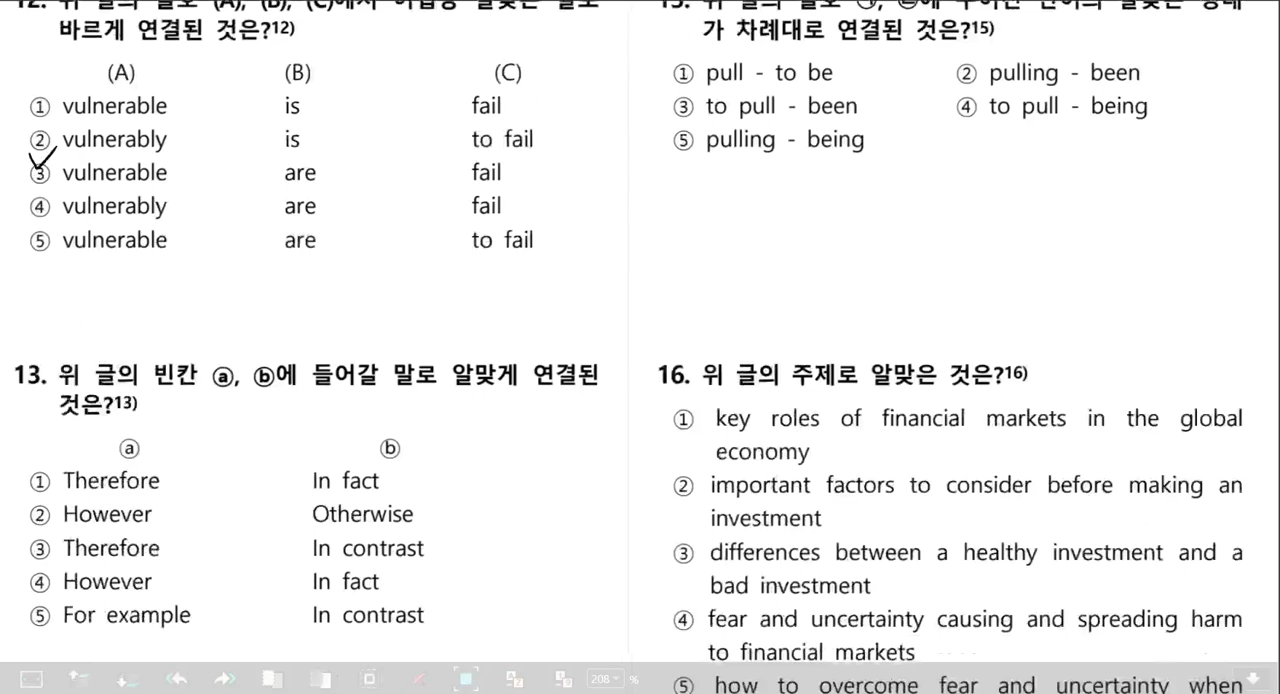 바르게 연결된 것은?12)
(A) (B) (C)
① vulnerable is fail
② vulnerably is to fail
③ vulnerable are fail
④ vulnerably are fail
⑤ vulnerable are to fail
13. 위 글의 빈칸 ⓐ, ⓑ에 들어갈 말로 알맞게 연결된
것은?13)
ⓐ ⓑ
① Therefore In fact
② However Otherwise
③ Therefore In contrast
④ However In fact
⑤ For example In contrast
가 차례대로 연결된 것은?15)
① pull - to be ② pulling - been
③ to pull - been ④ to pull - being
⑤ pulling - being
16. 위 글의 주제로 알맞은 것은?16)
① key roles of financial markets in the global
economy
② important factors to consider before making an
investment
③ differences between a healthy investment and a
bad investment
④ fear and uncertainty causing and spreading harm
to financial markets
⑤ how to overcome fear and uncertainty when
208 %